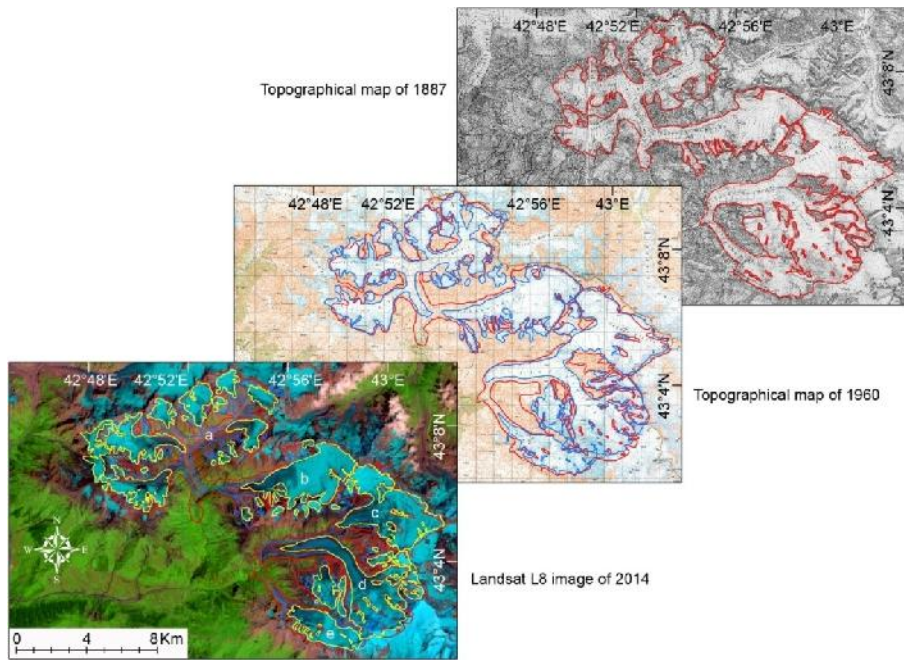 42°48'E 42°52'E 42°56'E 43°E
43°8'N
Topographical map of 1887
43°4'N
42°48'E 42°52'E 42°56'E 43°E
43°8'N
43°4'N
Topographical map of 1960
42°48'E 42°52'E 42°56'E 43°E
43°8'N
a
b
c
N
W E
S
43°4'N
Landsat L8 image of 2014
d
e
0 4 8 Km